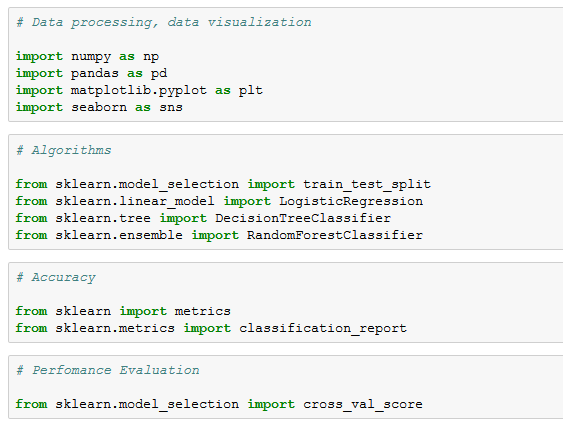 # Data processing, data visualization
import numpy as np
import pandas as pd
import matplotlib.pyplot as plt
import seaborn as sns
# Algorithms
from sklearn.model_selection import train_test_split
from sklearn.linear_model import LogisticRegression
from sklearn.tree import DecisionTreeClassifier
from sklearn.ensemble import RandomForestClassifier
# Accuracy
from sklearn import metrics
from sklearn.metrics import classification_report
# Perfomance Evaluation
from sklearn.model_selection import cross_val_score